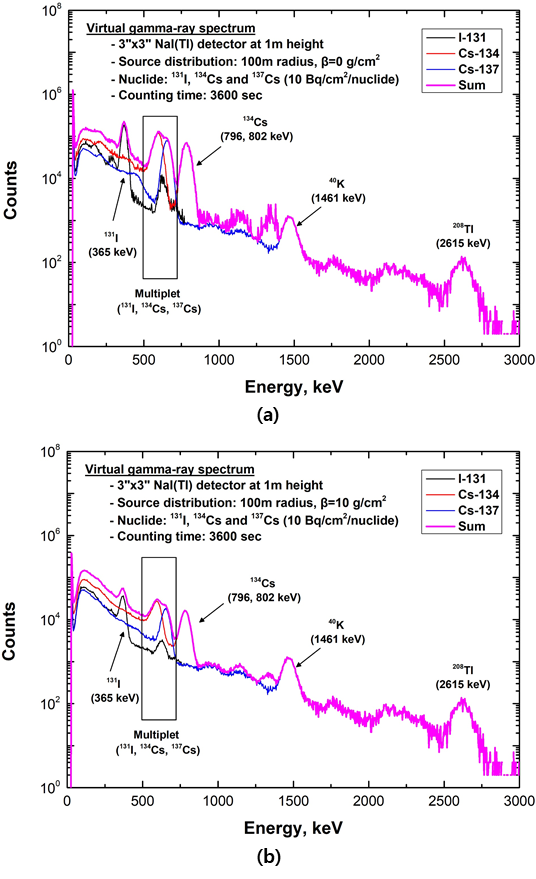 Virtual gamma-ray spectrum
- 3"x3" NaI(Tl) detector at 1m height
- Source distribution: 100m radius, β=0 g/cm²
- Nuclide: ¹³¹I, ¹³⁴Cs and ¹³⁷Cs (10 Bq/cm²/nuclide)
- Counting time: 3600 sec
I-131
Cs-134
Cs-137
Sum
10⁸
10⁶
10⁴
10²
10⁰
Counts
¹³⁴Cs
(796, 802 keV)
⁴⁰K
(1461 keV)
²⁰⁸Tl
(2615 keV)
¹³¹I
(365 keV)
Multiplet
(¹³¹I, ¹³⁴Cs, ¹³⁷Cs)
0 500 1000 1500 2000 2500 3000
Energy, keV
(a)
Virtual gamma-ray spectrum
- 3"x3" NaI(Tl) detector at 1m height
- Source distribution: 100m radius, β=10 g/cm²
- Nuclide: ¹³¹I, ¹³⁴Cs and ¹³⁷Cs (10 Bq/cm²/nuclide)
- Counting time: 3600 sec
I-131
Cs-134
Cs-137
Sum
10⁸
10⁶
10⁴
10²
10⁰
Counts
¹³⁴Cs
(796, 802 keV)
⁴⁰K
(1461 keV)
²⁰⁸Tl
(2615 keV)
¹³¹I
(365 keV)
Multiplet
(¹³¹I, ¹³⁴Cs, ¹³⁷Cs)
0 500 1000 1500 2000 2500 3000
Energy, keV
(b)